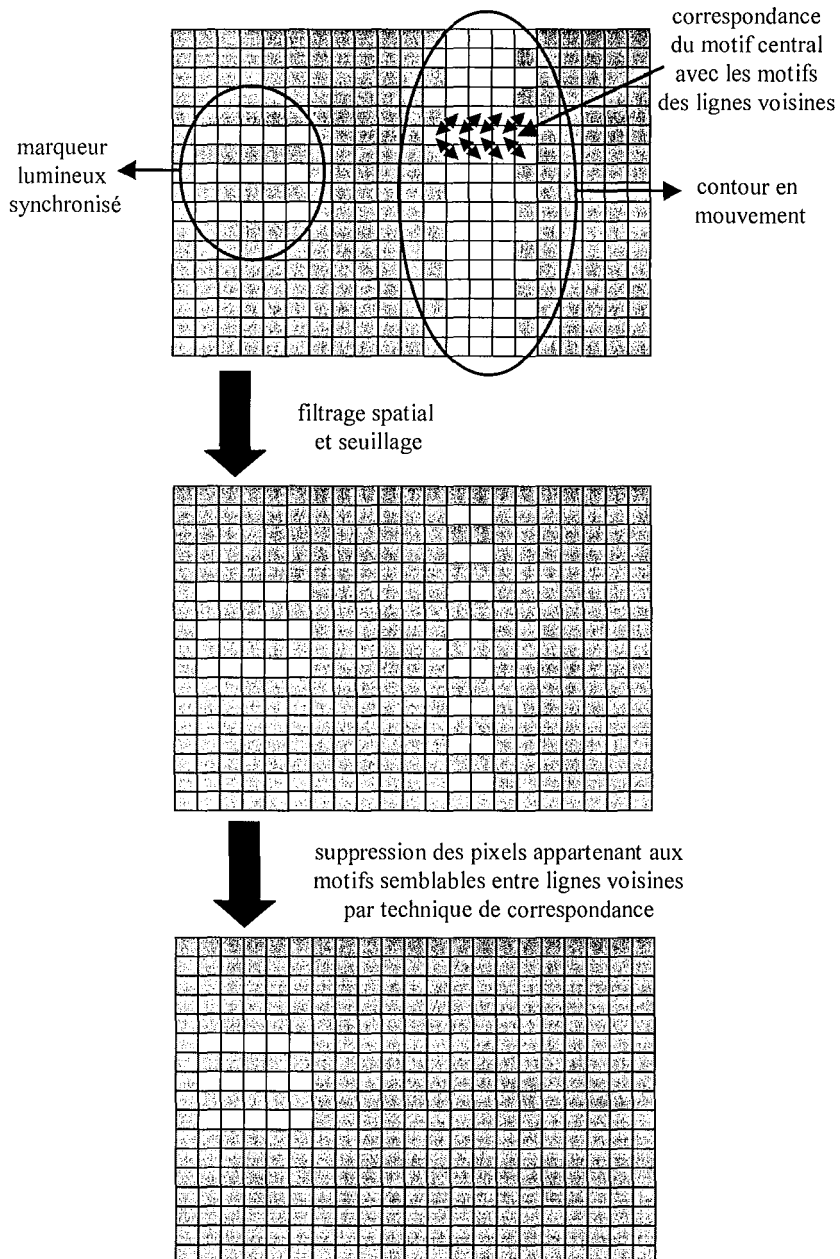 correspondance
du motif central
avec les motifs
des lignes voisines
marqueur
lumineux
synchronisé
contour en
mouvement
filtrage spatial
et seuillage
suppression des pixels appartenant aux
motifs semblables entre lignes voisines
par technique de correspondance